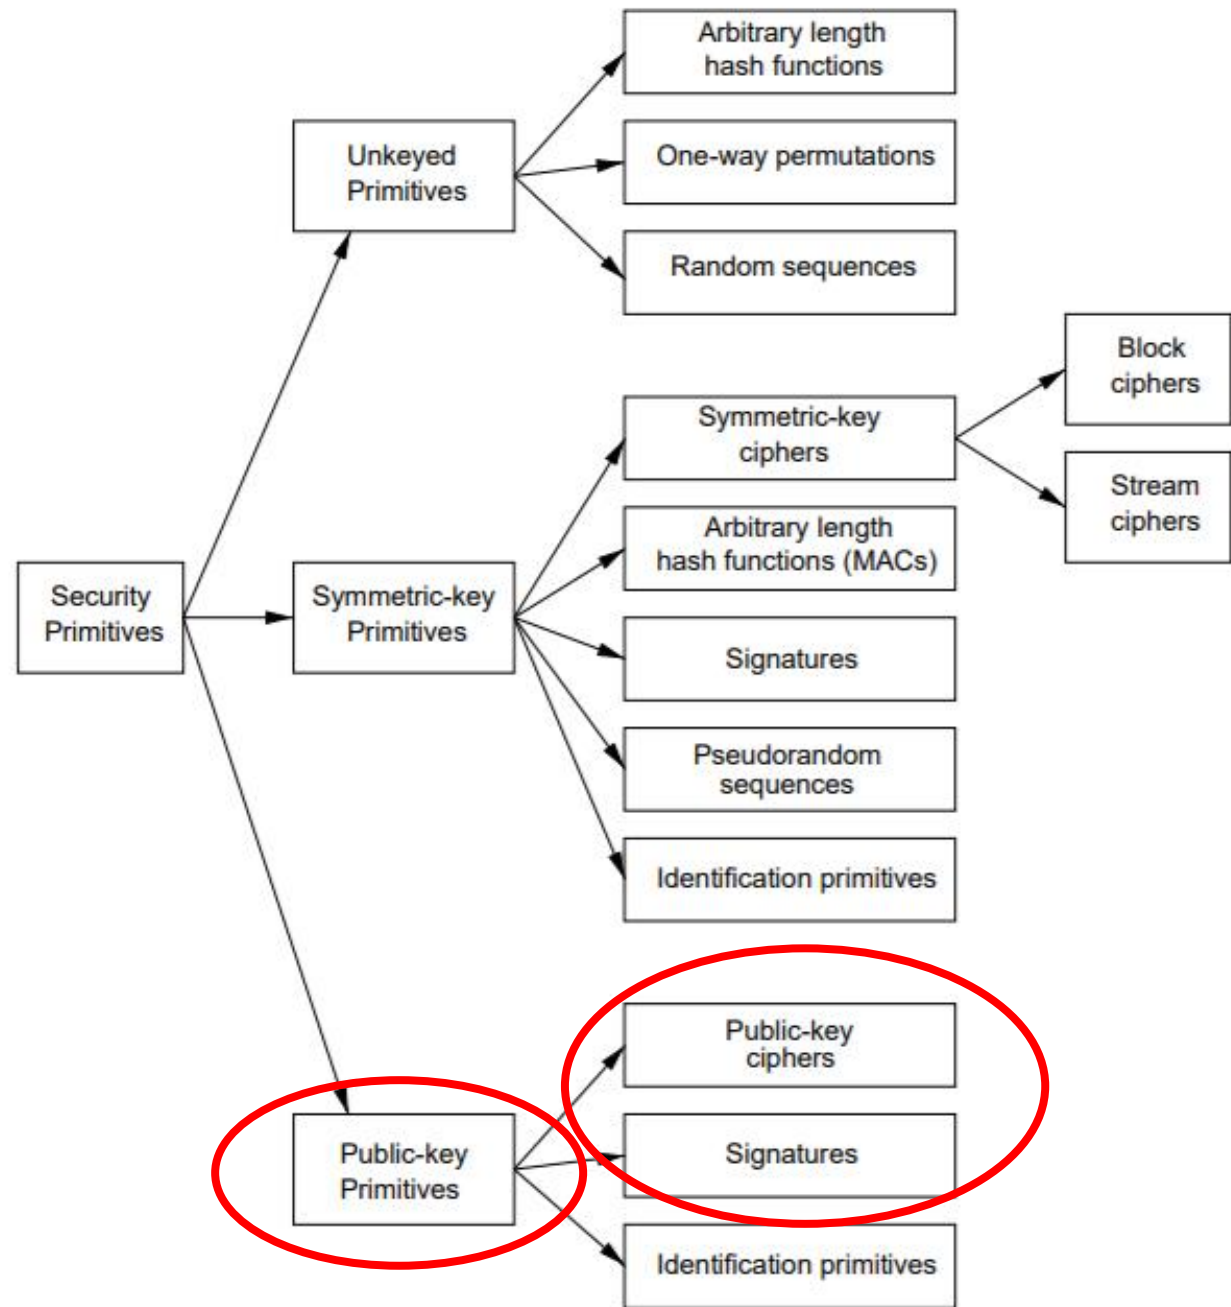 Arbitrary length
hash functions
Unkeyed
Primitives
One-way permutations
Random sequences
Block
ciphers
Symmetric-key
ciphers
Stream
ciphers
Arbitrary length
hash functions (MACs)
Security
Primitives
Symmetric-key
Primitives
Signatures
Pseudorandom
sequences
Identification primitives
Public-key
ciphers
Public-key
Primitives
Signatures
Identification primitives